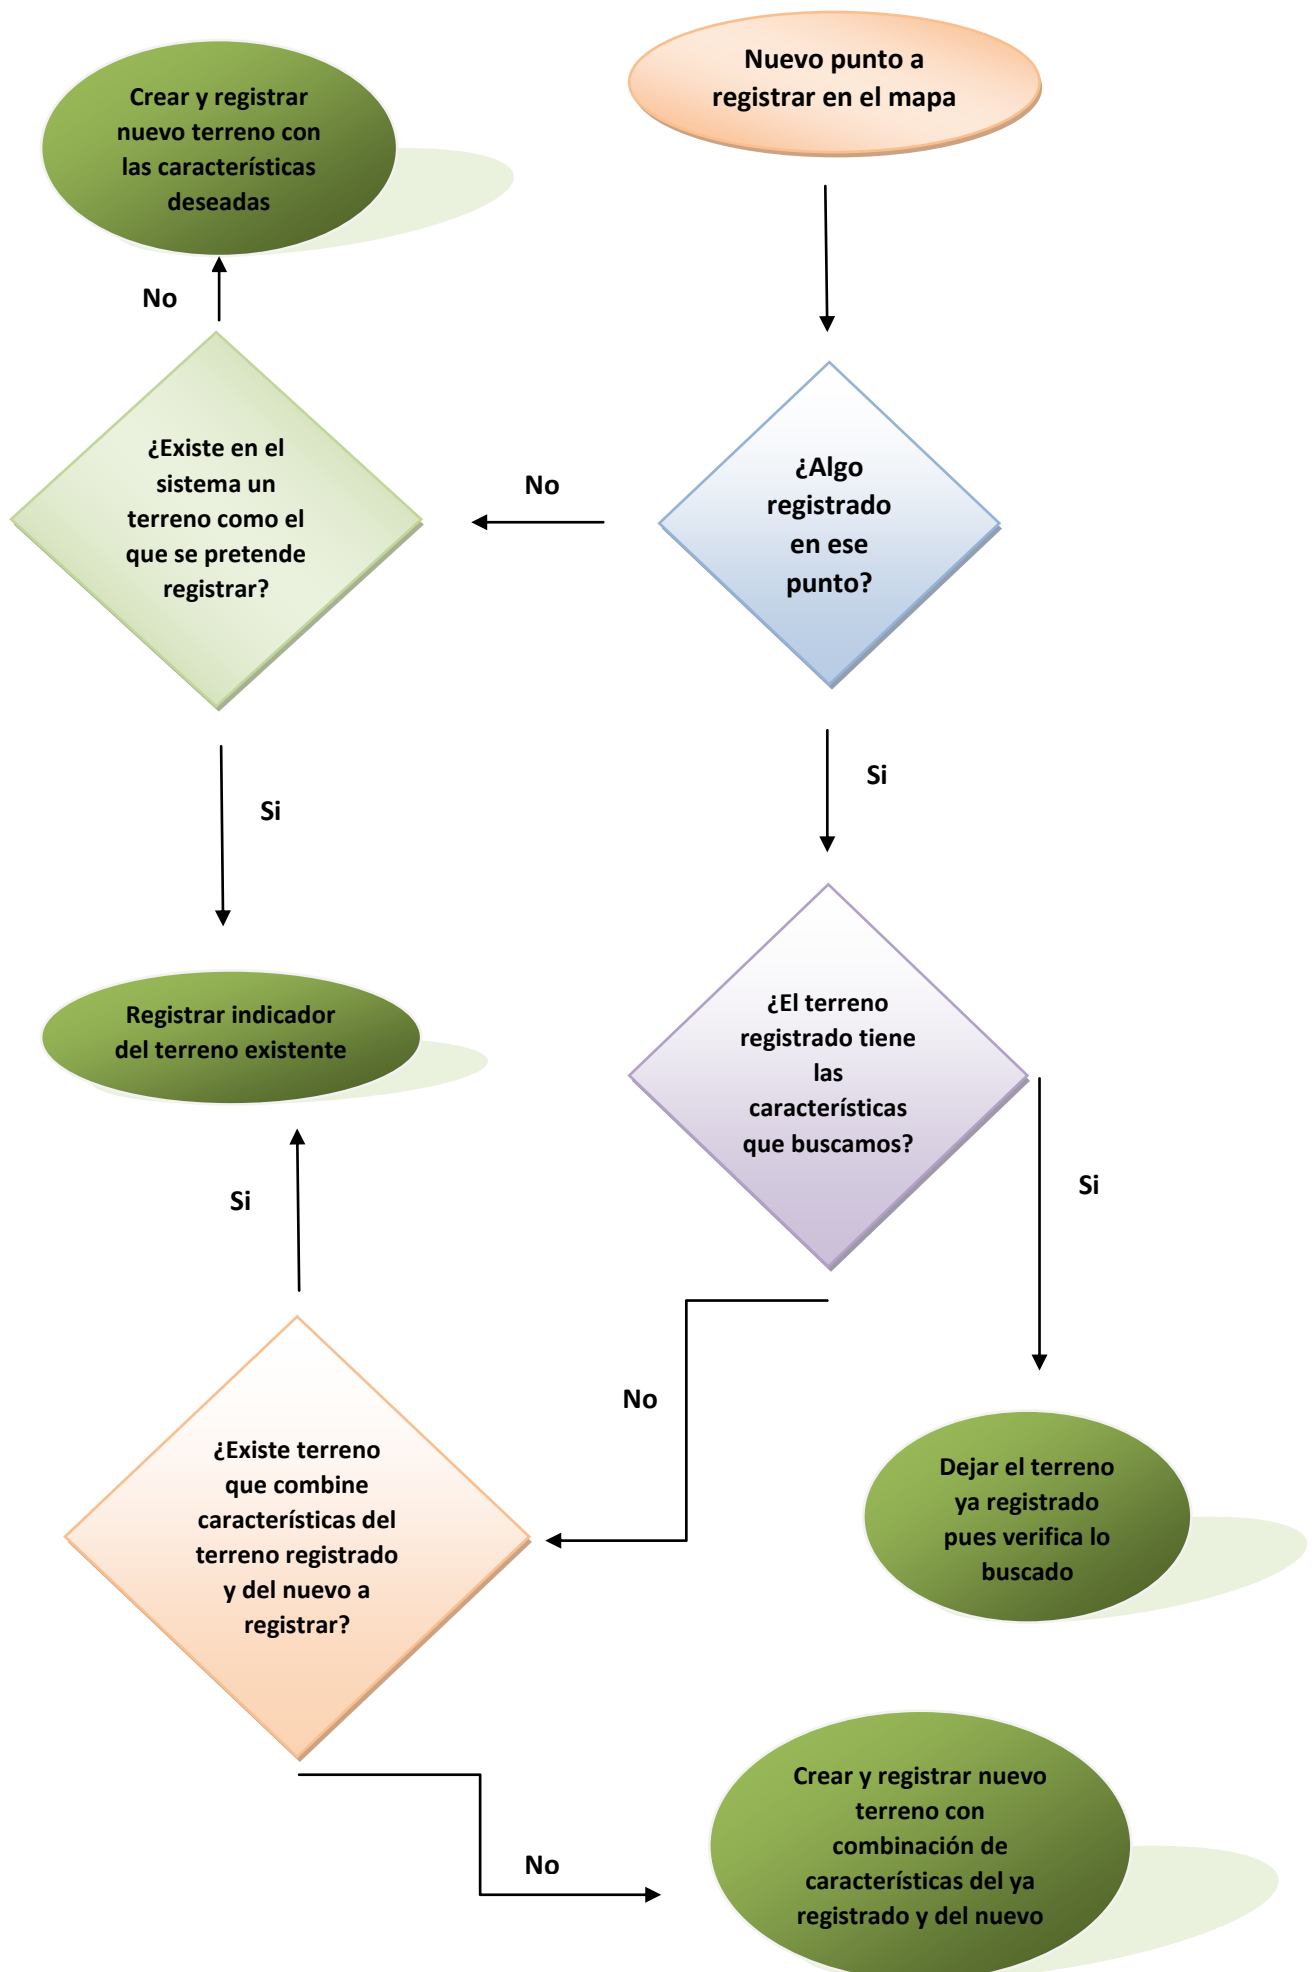 Nuevo punto a
registrar en el mapa
Crear y registrar
nuevo terreno con
las características
deseadas
No
¿Existe en el
sistema un
terreno como el
que se pretende
registrar?
No
¿Algo
registrado
en ese
punto?
Si
Si
Registrar indicador
del terreno existente
¿El terreno
registrado tiene
las
características
que buscamos?
Si
Si
No
¿Existe terreno
que combine
características del
terreno registrado
y del nuevo a
registrar?
Dejar el terreno
ya registrado
pues verifica lo
buscado
No
Crear y registrar nuevo
terreno con
combinación de
características del ya
registrado y del nuevo